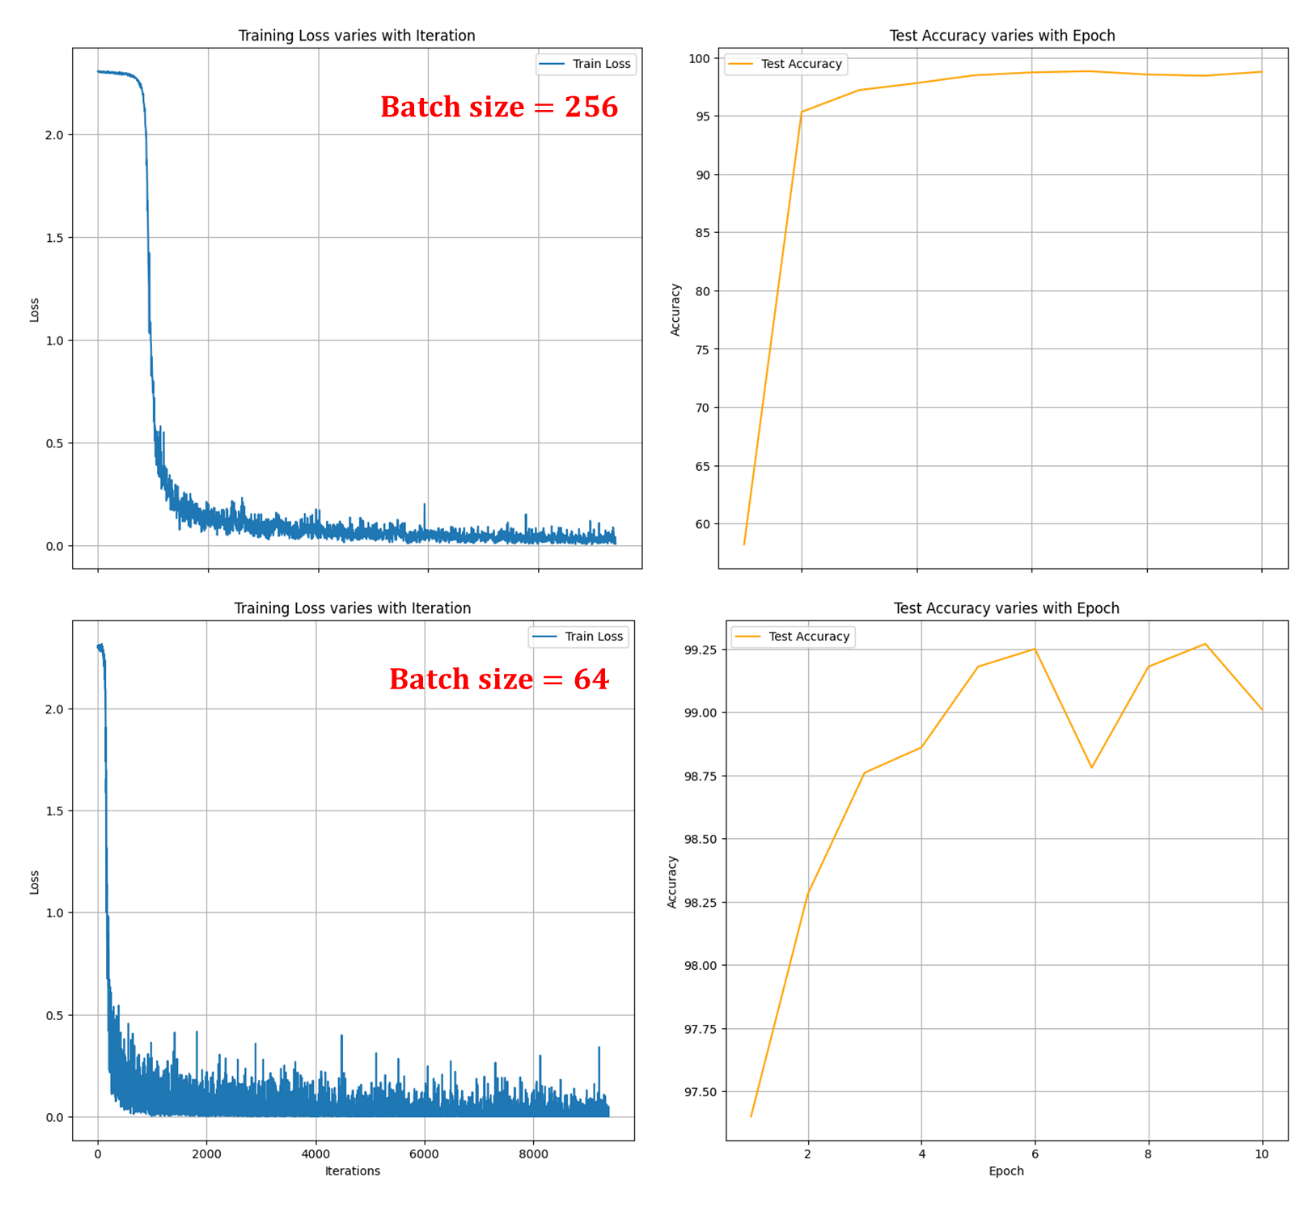 Training Loss varies with Iteration
Train Loss
Batch size = 256
2.0
1.5
1.0
0.5
0.0
Loss
Test Accuracy varies with Epoch
Test Accuracy
100
95
90
85
80
75
70
65
60
Accuracy
Training Loss varies with Iteration
Train Loss
Batch size = 64
2.0
1.5
1.0
0.5
0.0
Loss
0 2000 4000 6000 8000
Iterations
Test Accuracy varies with Epoch
Test Accuracy
99.25
99.00
98.75
98.50
98.25
98.00
97.75
97.50
Accuracy
2 4 6 8 10
Epoch